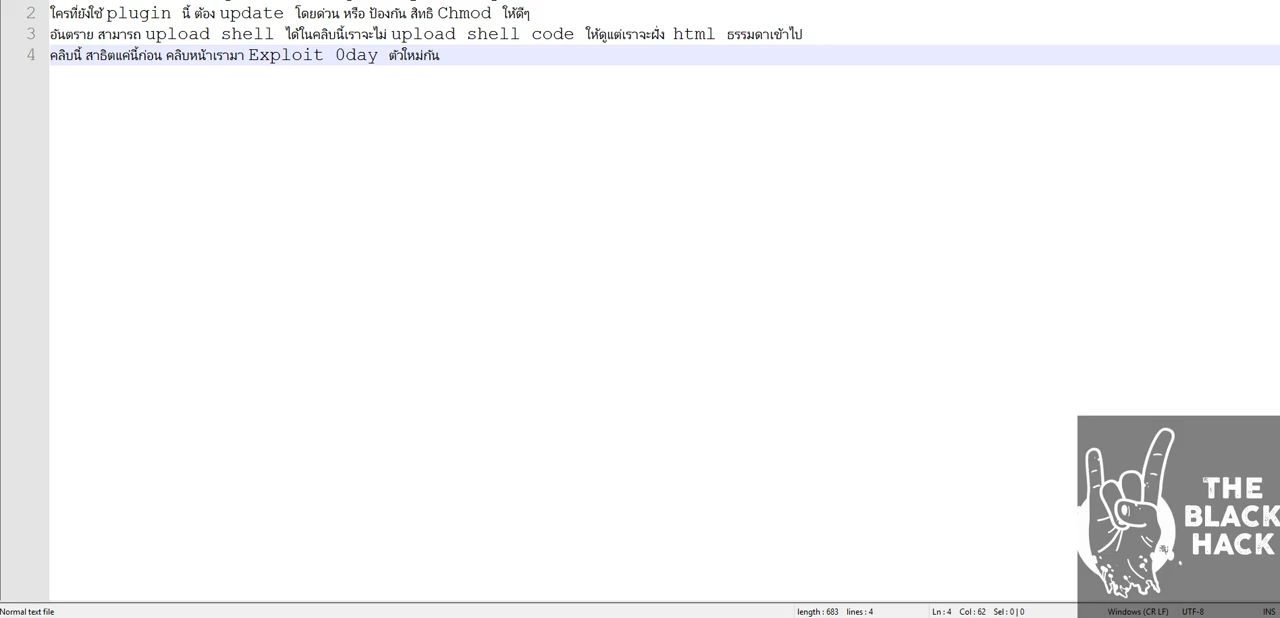 2 ใครที่ยังใช้ plugin นี้ ต้อง update โดยด่วน หรือ ป้องกัน สิทธิ Chmod ให้ดีๆ
3 อันตราย สามารถ upload shell ได้ในคลิบนี้เราจะไม่ upload shell code ให้ดูแต่เราจะฝั่ง html ธรรมดาเข้าไป
4 คลิบนี้ สาธิตแค่นี้ก่อน คลิบหน้าเรามา Exploit 0day ตัวใหม่กัน
THE
BLACK
HACK
Normal text file length : 683 lines : 4 Ln : 4 Col : 62 Sel : 0 | 0 Windows (CR LF) UTF-8 INS